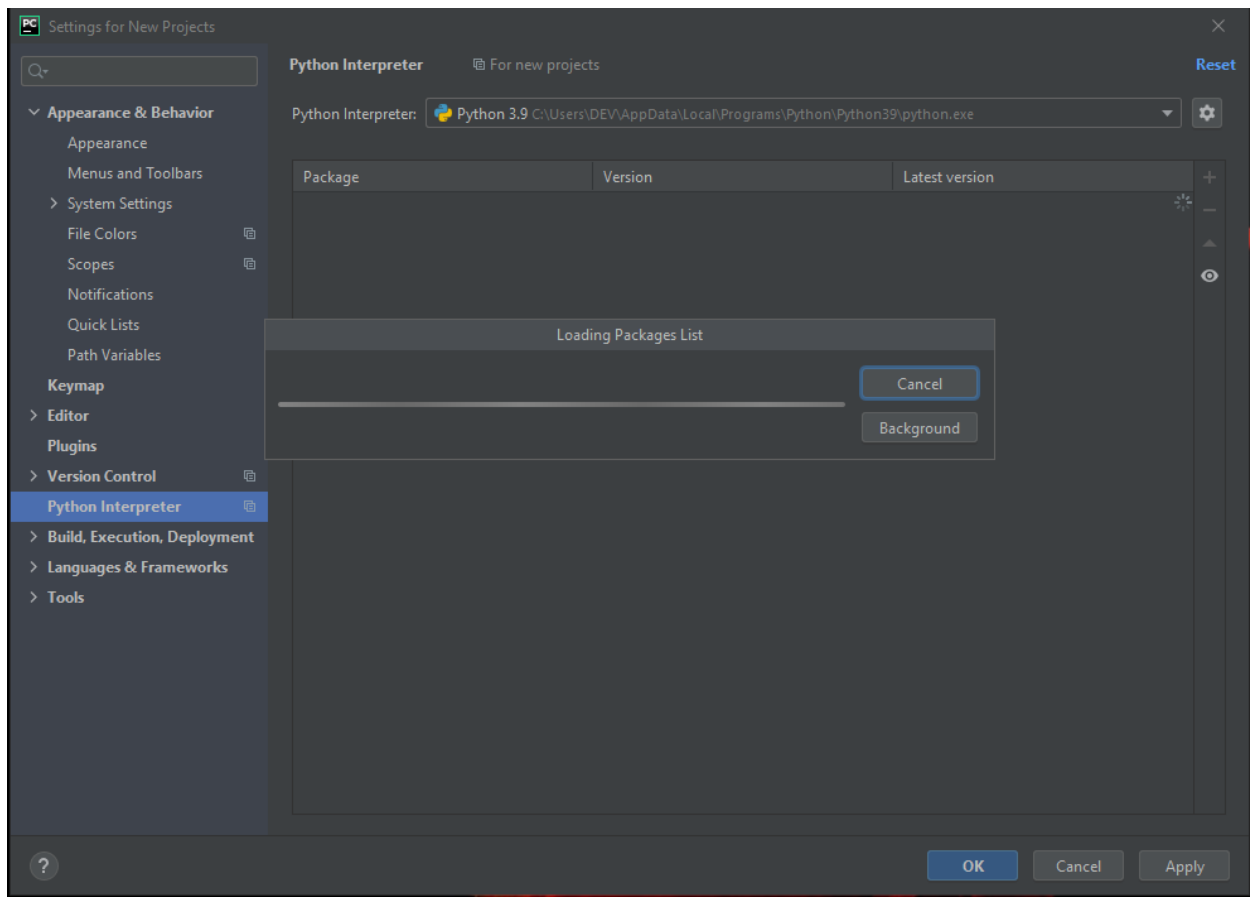 PC Settings for New Projects
Python Interpreter For new projects Reset
Appearance & Behavior
Python Interpreter: Python 3.9 C:\Users\DEV\AppData\Local\Programs\Python\Python39\python.exe
Appearance
Menus and Toolbars
System Settings
File Colors
Scopes
Notifications
Quick Lists
Path Variables
Keymap
Editor
Plugins
Version Control
Python Interpreter
Build, Execution, Deployment
Languages & Frameworks
Tools
Package Version Latest version
Loading Packages List
Cancel
Background
?
OK Cancel Apply